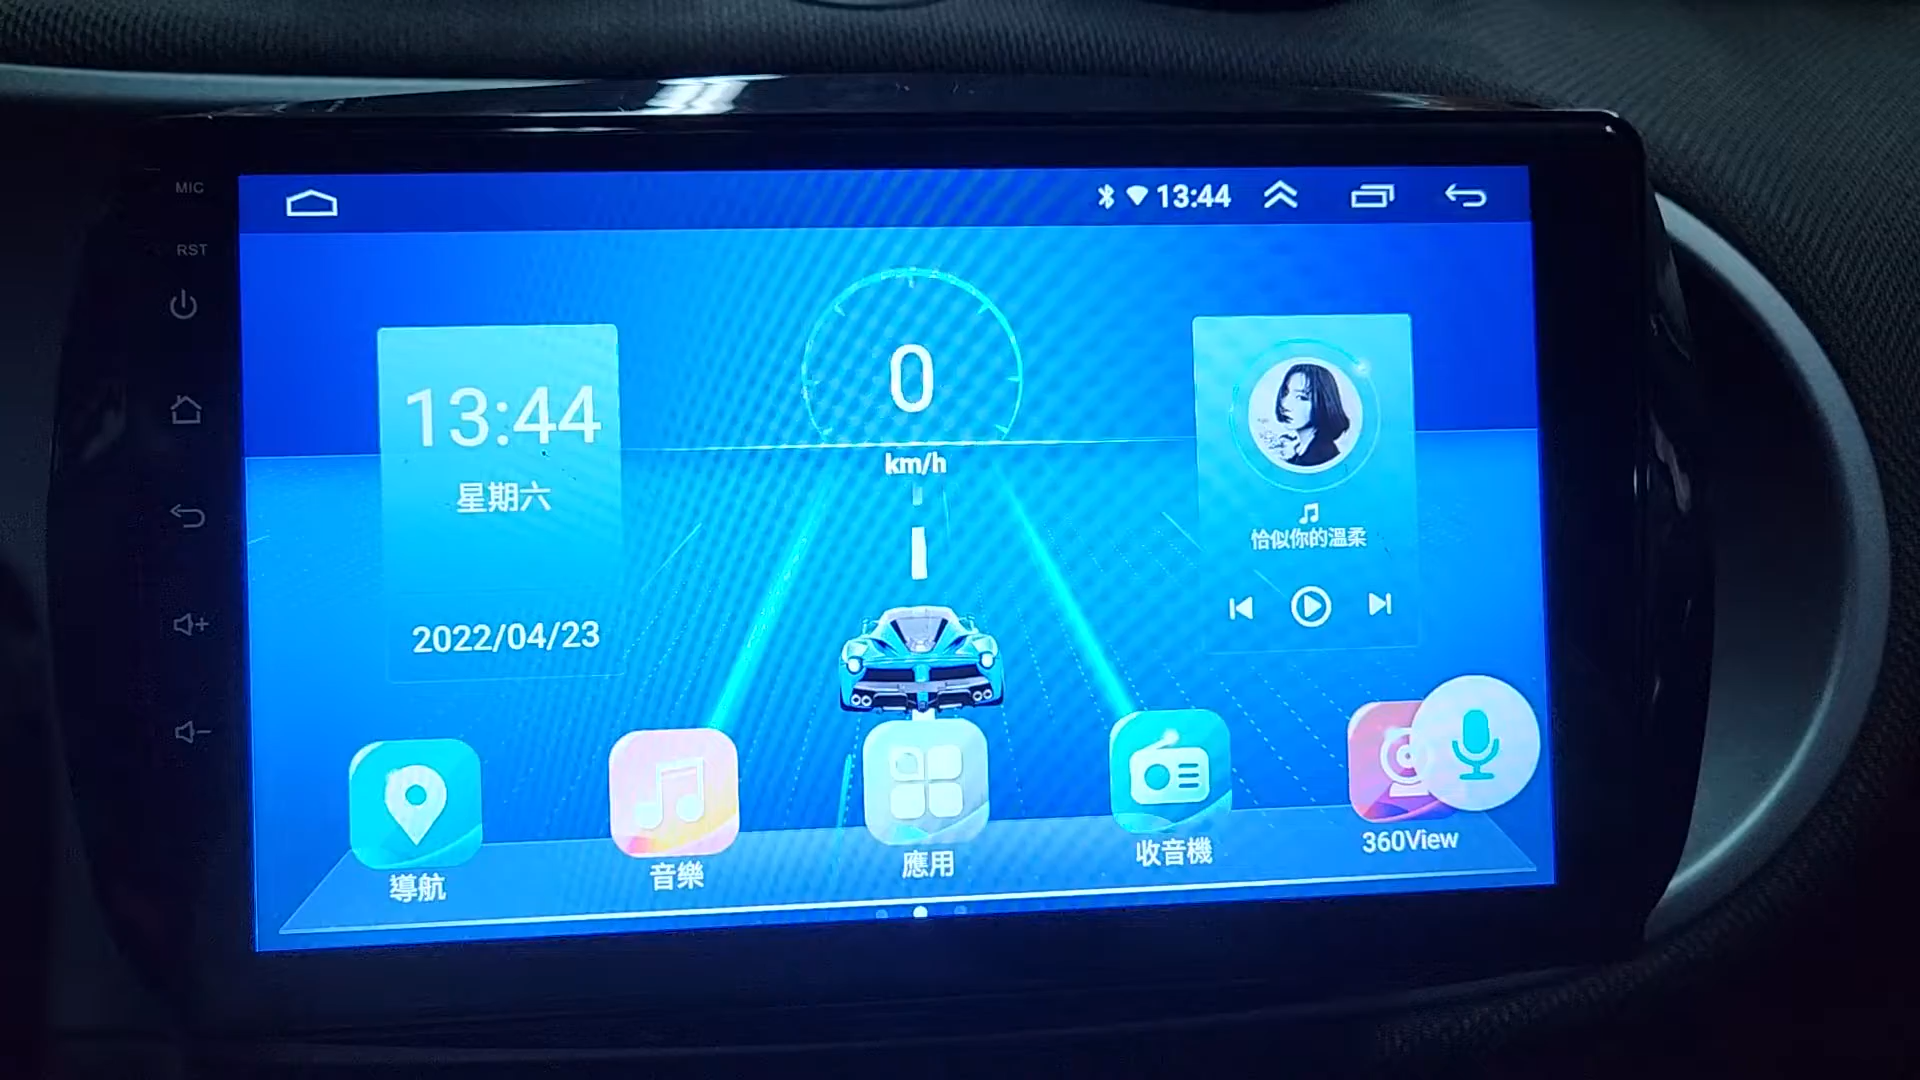 MIC
RST
13:44
13:44
星期六
2022/04/23
0
km/h
恰似你的溫柔
導航
音樂
應用
收音機
360View